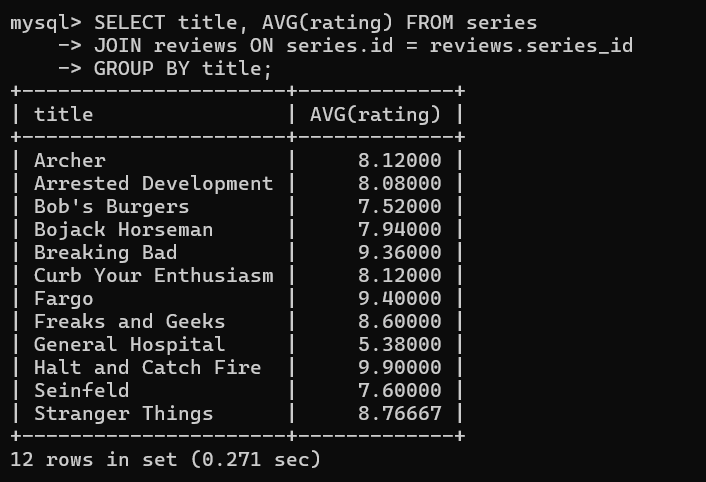 mysql> SELECT title, AVG(rating) FROM series
    -> JOIN reviews ON series.id = reviews.series_id
    -> GROUP BY title;
+----------------------+-------------+
| title                | AVG(rating) |
+----------------------+-------------+
| Archer               |     8.12000 |
| Arrested Development |     8.08000 |
| Bob's Burgers        |     7.52000 |
| Bojack Horseman      |     7.94000 |
| Breaking Bad         |     9.36000 |
| Curb Your Enthusiasm |     8.12000 |
| Fargo                |     9.40000 |
| Freaks and Geeks     |     8.60000 |
| General Hospital     |     5.38000 |
| Halt and Catch Fire  |     9.90000 |
| Seinfeld             |     7.60000 |
| Stranger Things      |     8.76667 |
+----------------------+-------------+
12 rows in set (0.271 sec)